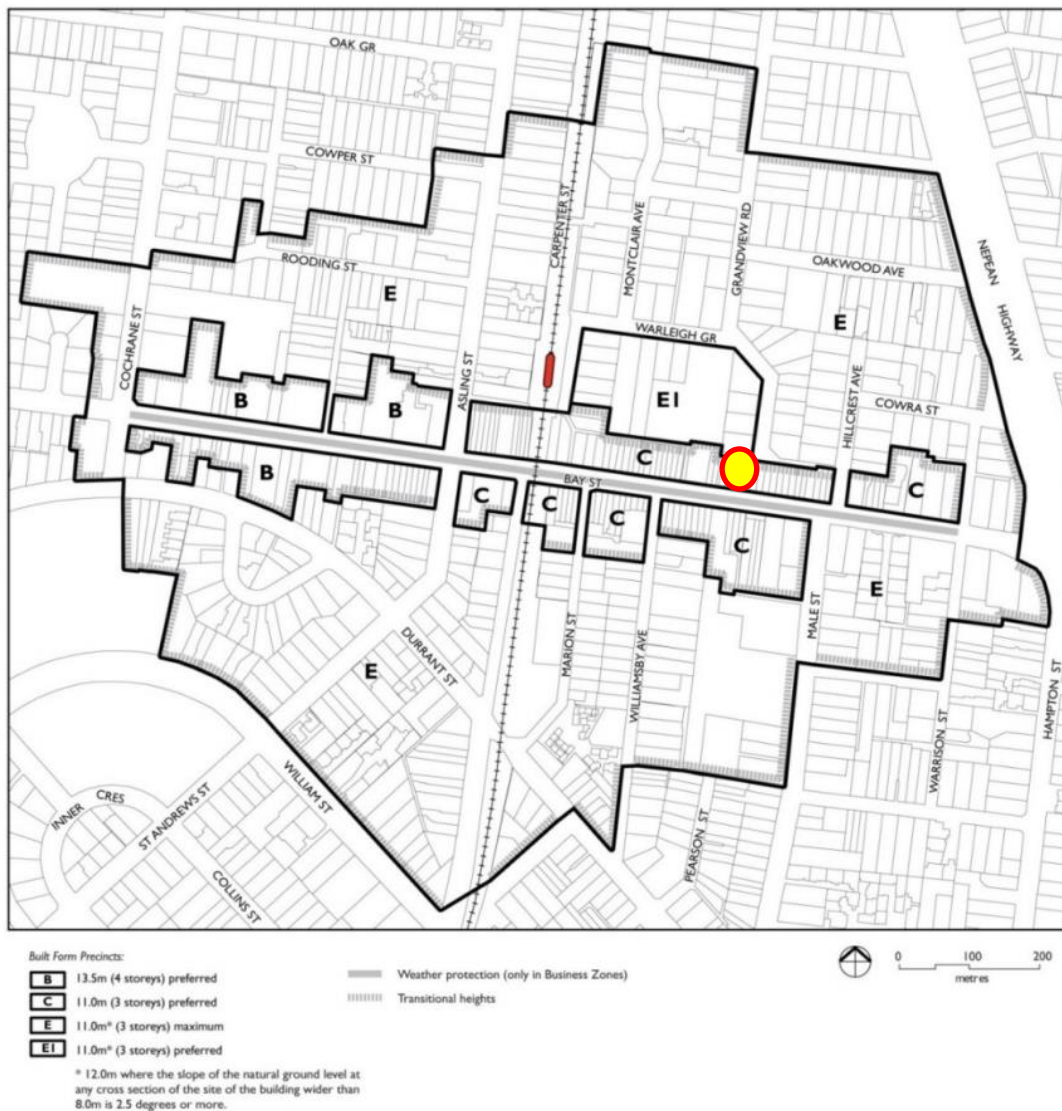 OAK GR
COWPER ST
CARPENTER ST
MONTCLAIR AVE
GRANDVIEW RD
NEPEAN HIGHWAY
ROODING ST
OAKWOOD AVE
E
E
COCHRANE ST
WARLEIGH GR
ASLING ST
HILLCREST AVE
COWRA ST
B
B
E1
C
C
B
BAY ST
C
C
C
C
E
MALE ST
DURRANT ST
MARION ST
WILLIAMSBY AVE
E
HAMPTON ST
WARRISON ST
WILLIAM ST
INNER CRES
ST ANDREWS ST
COLLINS ST
PEARSON ST
Built Form Precincts:
B 13.5m (4 storeys) preferred
C 11.0m (3 storeys) preferred
E 11.0m* (3 storeys) maximum
E1 11.0m* (3 storeys) preferred
* 12.0m where the slope of the natural ground level at
any cross section of the site of the building wider than
8.0m is 2.5 degrees or more.
Weather protection (only in Business Zones)
Transitional heights
0 100 200
metres